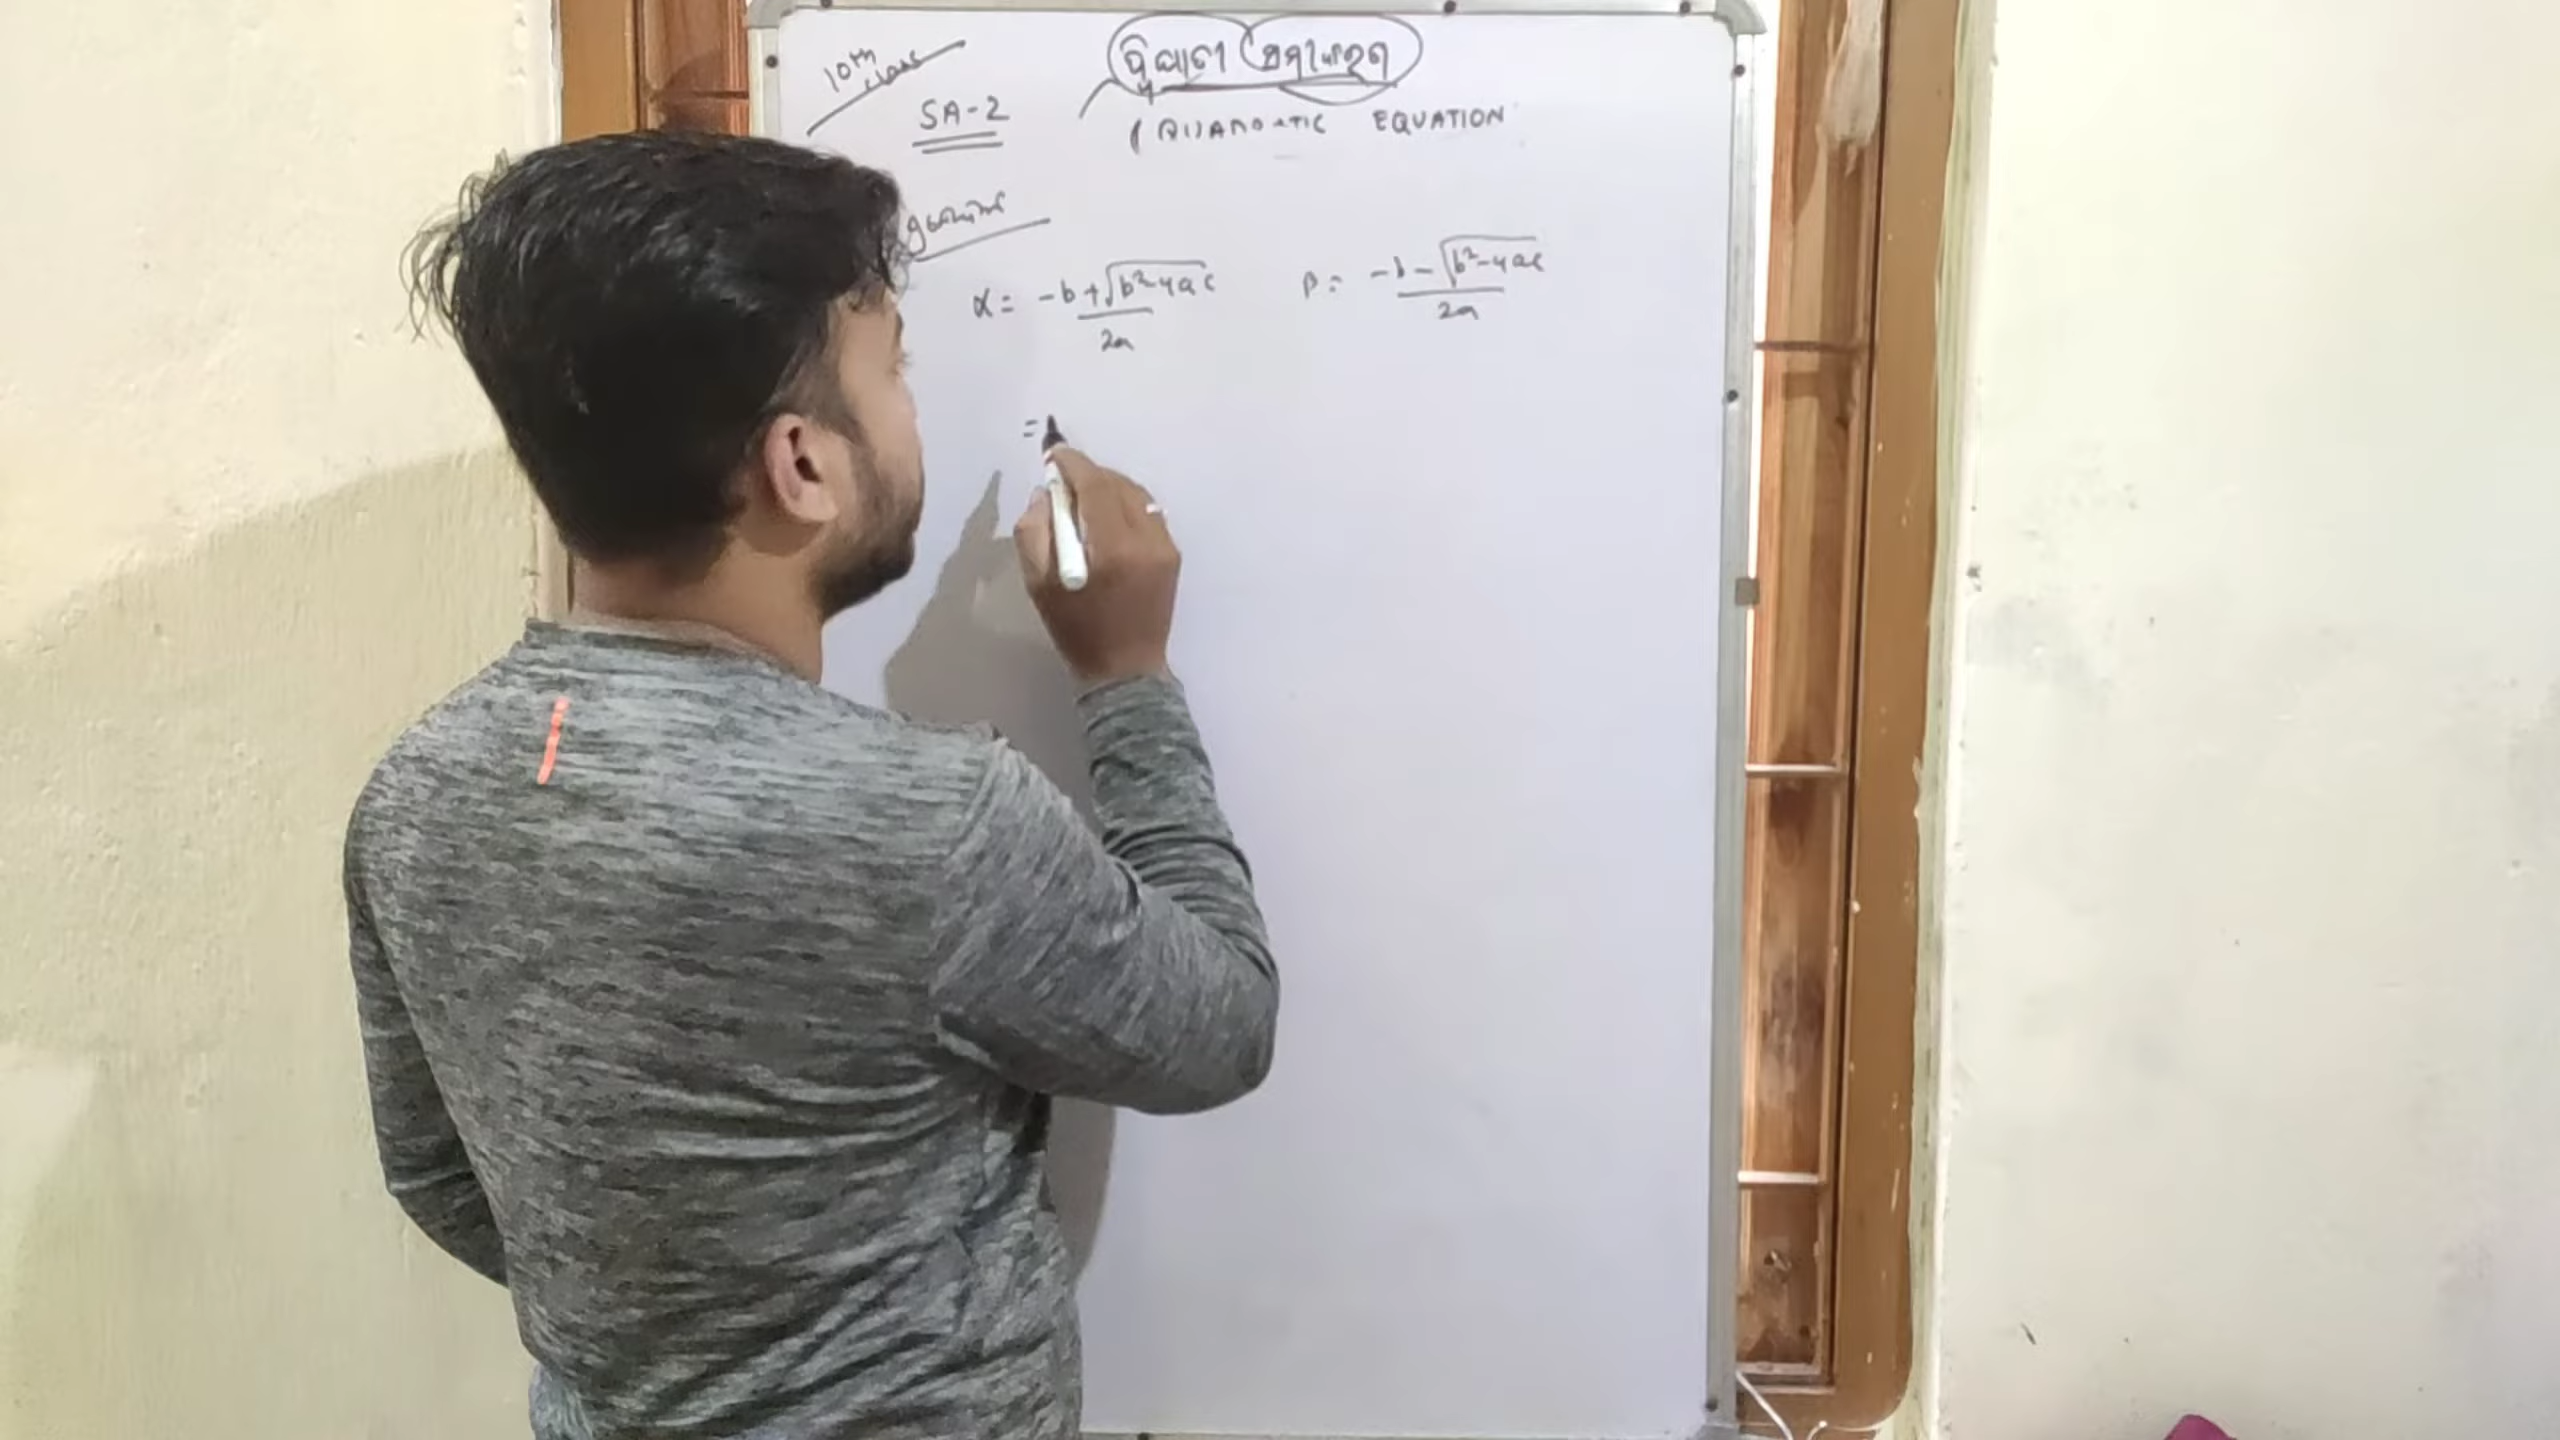 10th class
ଦ୍ୱିଘାତୀ ସମୀକରଣ
SA-2
( QUADRATIC EQUATION
α = -b+√b²-4ac / 2a
β = -b-√b²-4ac / 2a
=